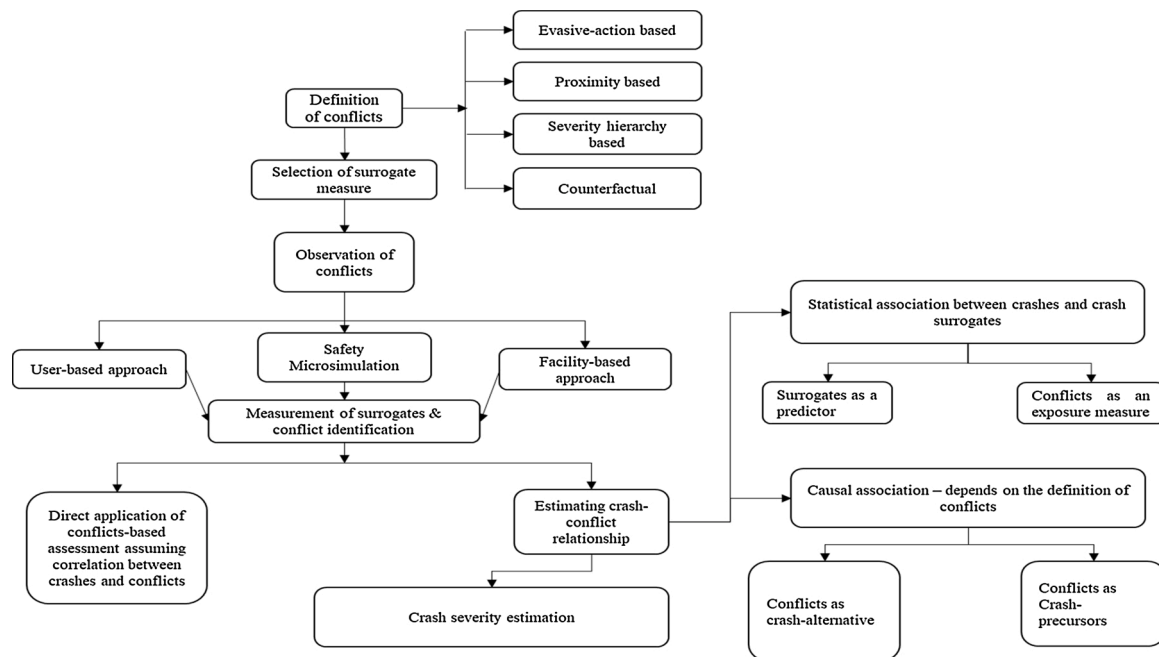 Evasive-action based
Proximity based
Definition
of conflicts
Severity hierarchy
based
Selection of surrogate
measure
Counterfactual
Observation of
conflicts
Statistical association between crashes and crash
surrogates
User-based approach
Safety
Microsimulation
Facility-based
approach
Surrogates as a
predictor
Conflicts as an
exposure measure
Measurement of surrogates &
conflict identification
Direct application of
conflicts-based
assessment assuming
correlation between
crashes and conflicts
Estimating crash-
conflict
relationship
Causal association – depends on the definition of
conflicts
Crash severity estimation
Conflicts as
crash-alternative
Conflicts as
Crash-
precursors